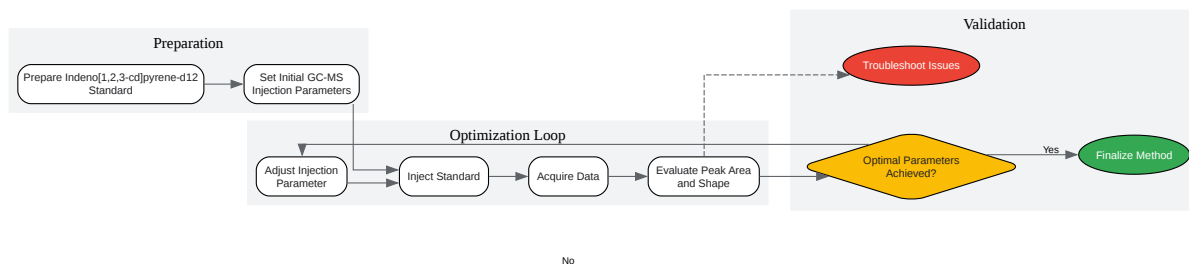 Preparation
Prepare Indeno[1,2,3-cd]pyrene-d12
Standard
Set Initial GC-MS
Injection Parameters
Optimization Loop
Adjust Injection
Parameter
Inject Standard
Acquire Data
Evaluate Peak Area
and Shape
Validation
Troubleshoot Issues
Optimal Parameters
Achieved?
Yes
Finalize Method
No